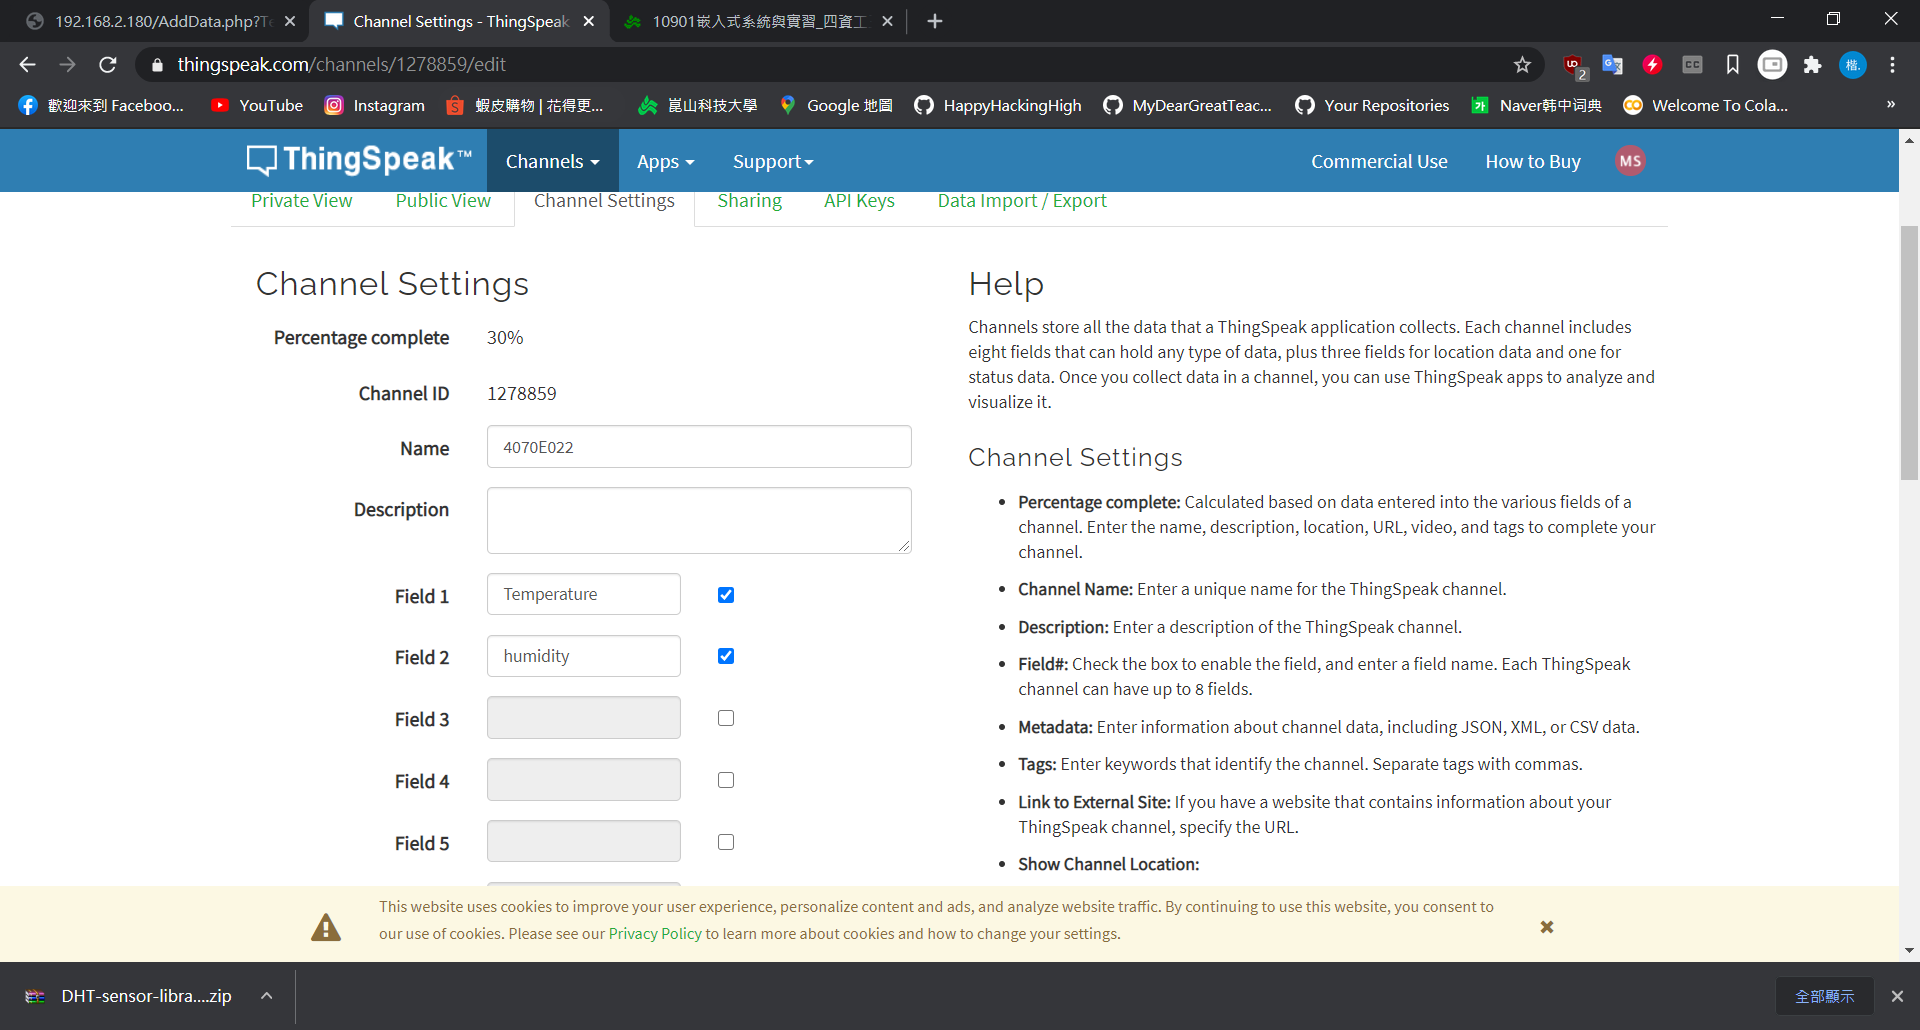 192.168.2.180/AddData.php?Te
Channel Settings - ThingSpeak
10901嵌入式系統與實習_四資工
thingspeak.com/channels/1278859/edit
2
CC
楷.
歡迎來到 Faceboo...
YouTube
Instagram
蝦皮購物 | 花得更...
崑山科技大學
Google 地圖
HappyHackingHigh
MyDearGreatTeac...
Your Repositories
Naver韩中词典
Welcome To Cola...
»
ThingSpeak™
Channels
Apps
Support
Commercial Use
How to Buy
MS
Private View
Public View
Channel Settings
Sharing
API Keys
Data Import / Export
Channel Settings
Percentage complete
30%
Channel ID
1278859
Name
4070E022
Description
Field 1
Temperature
Field 2
humidity
Field 3
Field 4
Field 5
Help
Channels store all the data that a ThingSpeak application collects. Each channel includes
eight fields that can hold any type of data, plus three fields for location data and one for
status data. Once you collect data in a channel, you can use ThingSpeak apps to analyze and
visualize it.
Channel Settings
• Percentage complete: Calculated based on data entered into the various fields of a
channel. Enter the name, description, location, URL, video, and tags to complete your
channel.
• Channel Name: Enter a unique name for the ThingSpeak channel.
• Description: Enter a description of the ThingSpeak channel.
• Field#: Check the box to enable the field, and enter a field name. Each ThingSpeak
channel can have up to 8 fields.
• Metadata: Enter information about channel data, including JSON, XML, or CSV data.
• Tags: Enter keywords that identify the channel. Separate tags with commas.
• Link to External Site: If you have a website that contains information about your
ThingSpeak channel, specify the URL.
• Show Channel Location:
This website uses cookies to improve your user experience, personalize content and ads, and analyze website traffic. By continuing to use this website, you consent to
our use of cookies. Please see our Privacy Policy to learn more about cookies and how to change your settings.
DHT-sensor-libra....zip
全部顯示